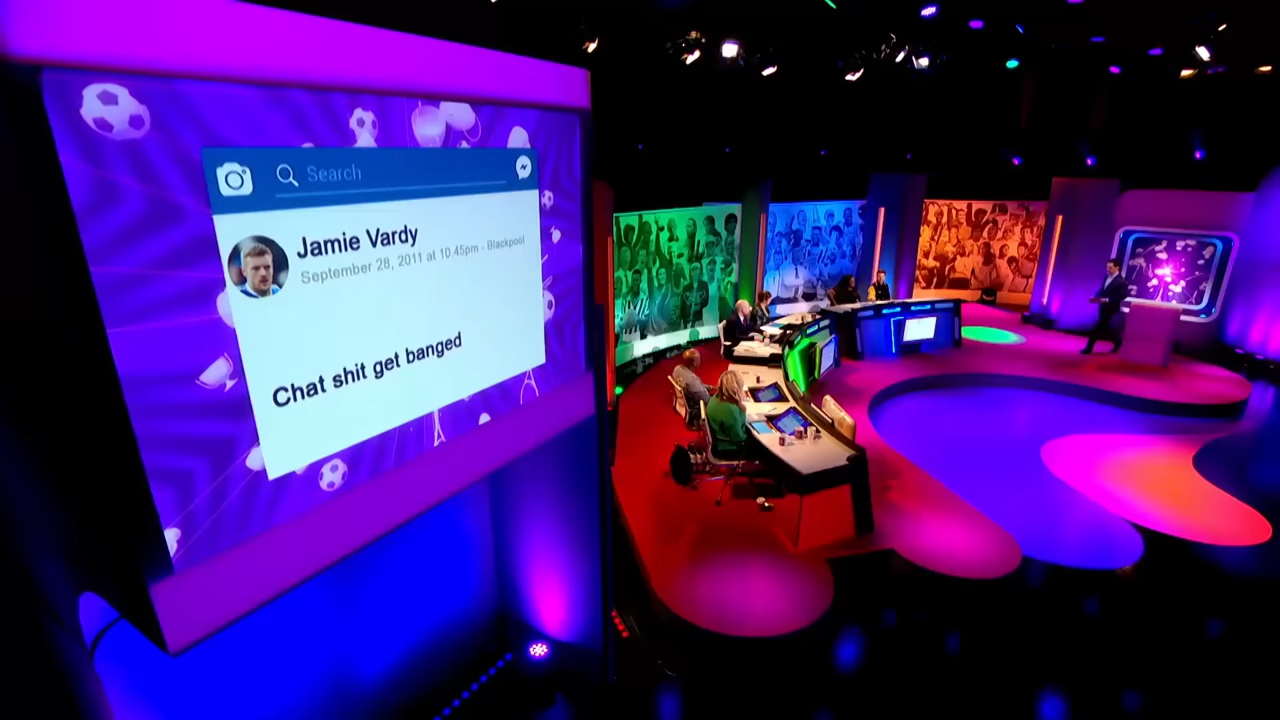 Search
Jamie Vardy
September 28, 2011 at 10:45pm - Blackpool
Chat shit get banged